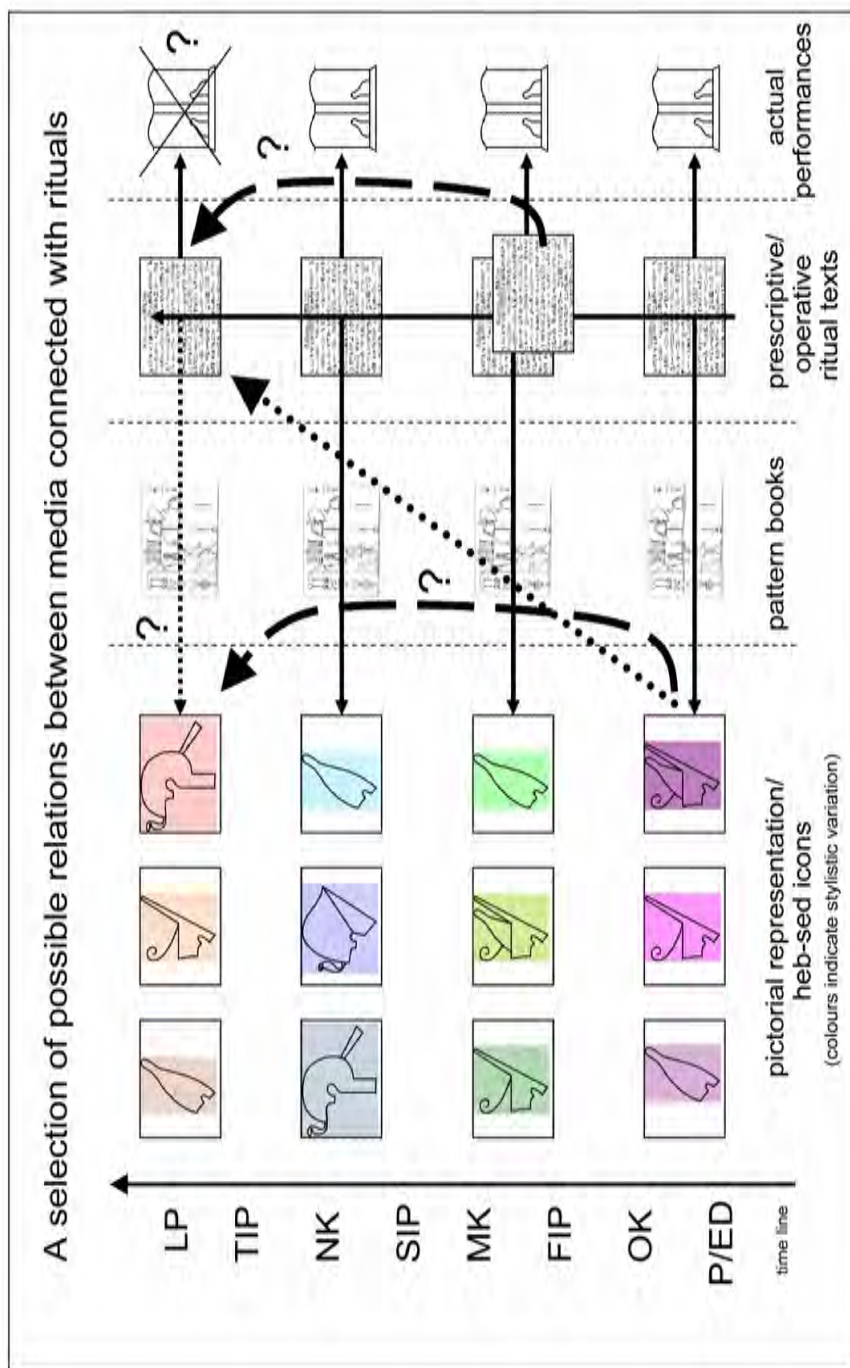 A selection of possible relations between media connected with rituals
LP
TIP
NK
SIP
MK
FIP
OK
P/ED
time line
?
?
?
?
pictorial representation/
heb-sed icons
(colours indicate stylistic variation)
pattern books
prescriptive/
operative
ritual texts
actual
performances